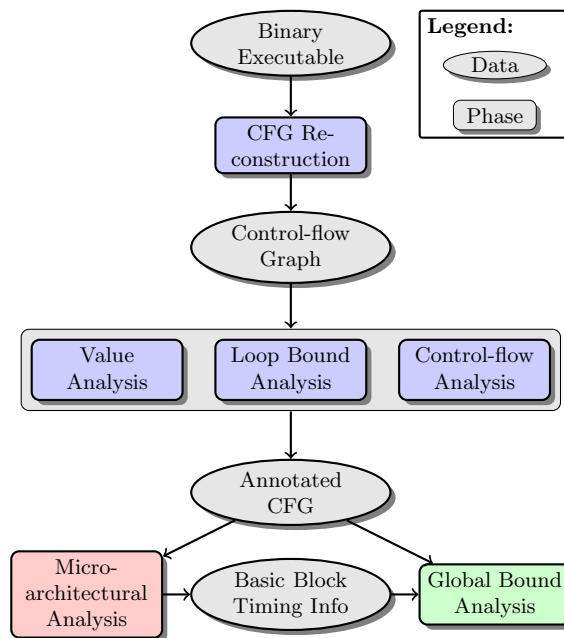 Binary
Executable
Legend:
Data
Phase
CFG Re-
construction
Control-flow
Graph
Value
Analysis
Loop Bound
Analysis
Control-flow
Analysis
Annotated
CFG
Micro-
architectural
Analysis
Basic Block
Timing Info
Global Bound
Analysis